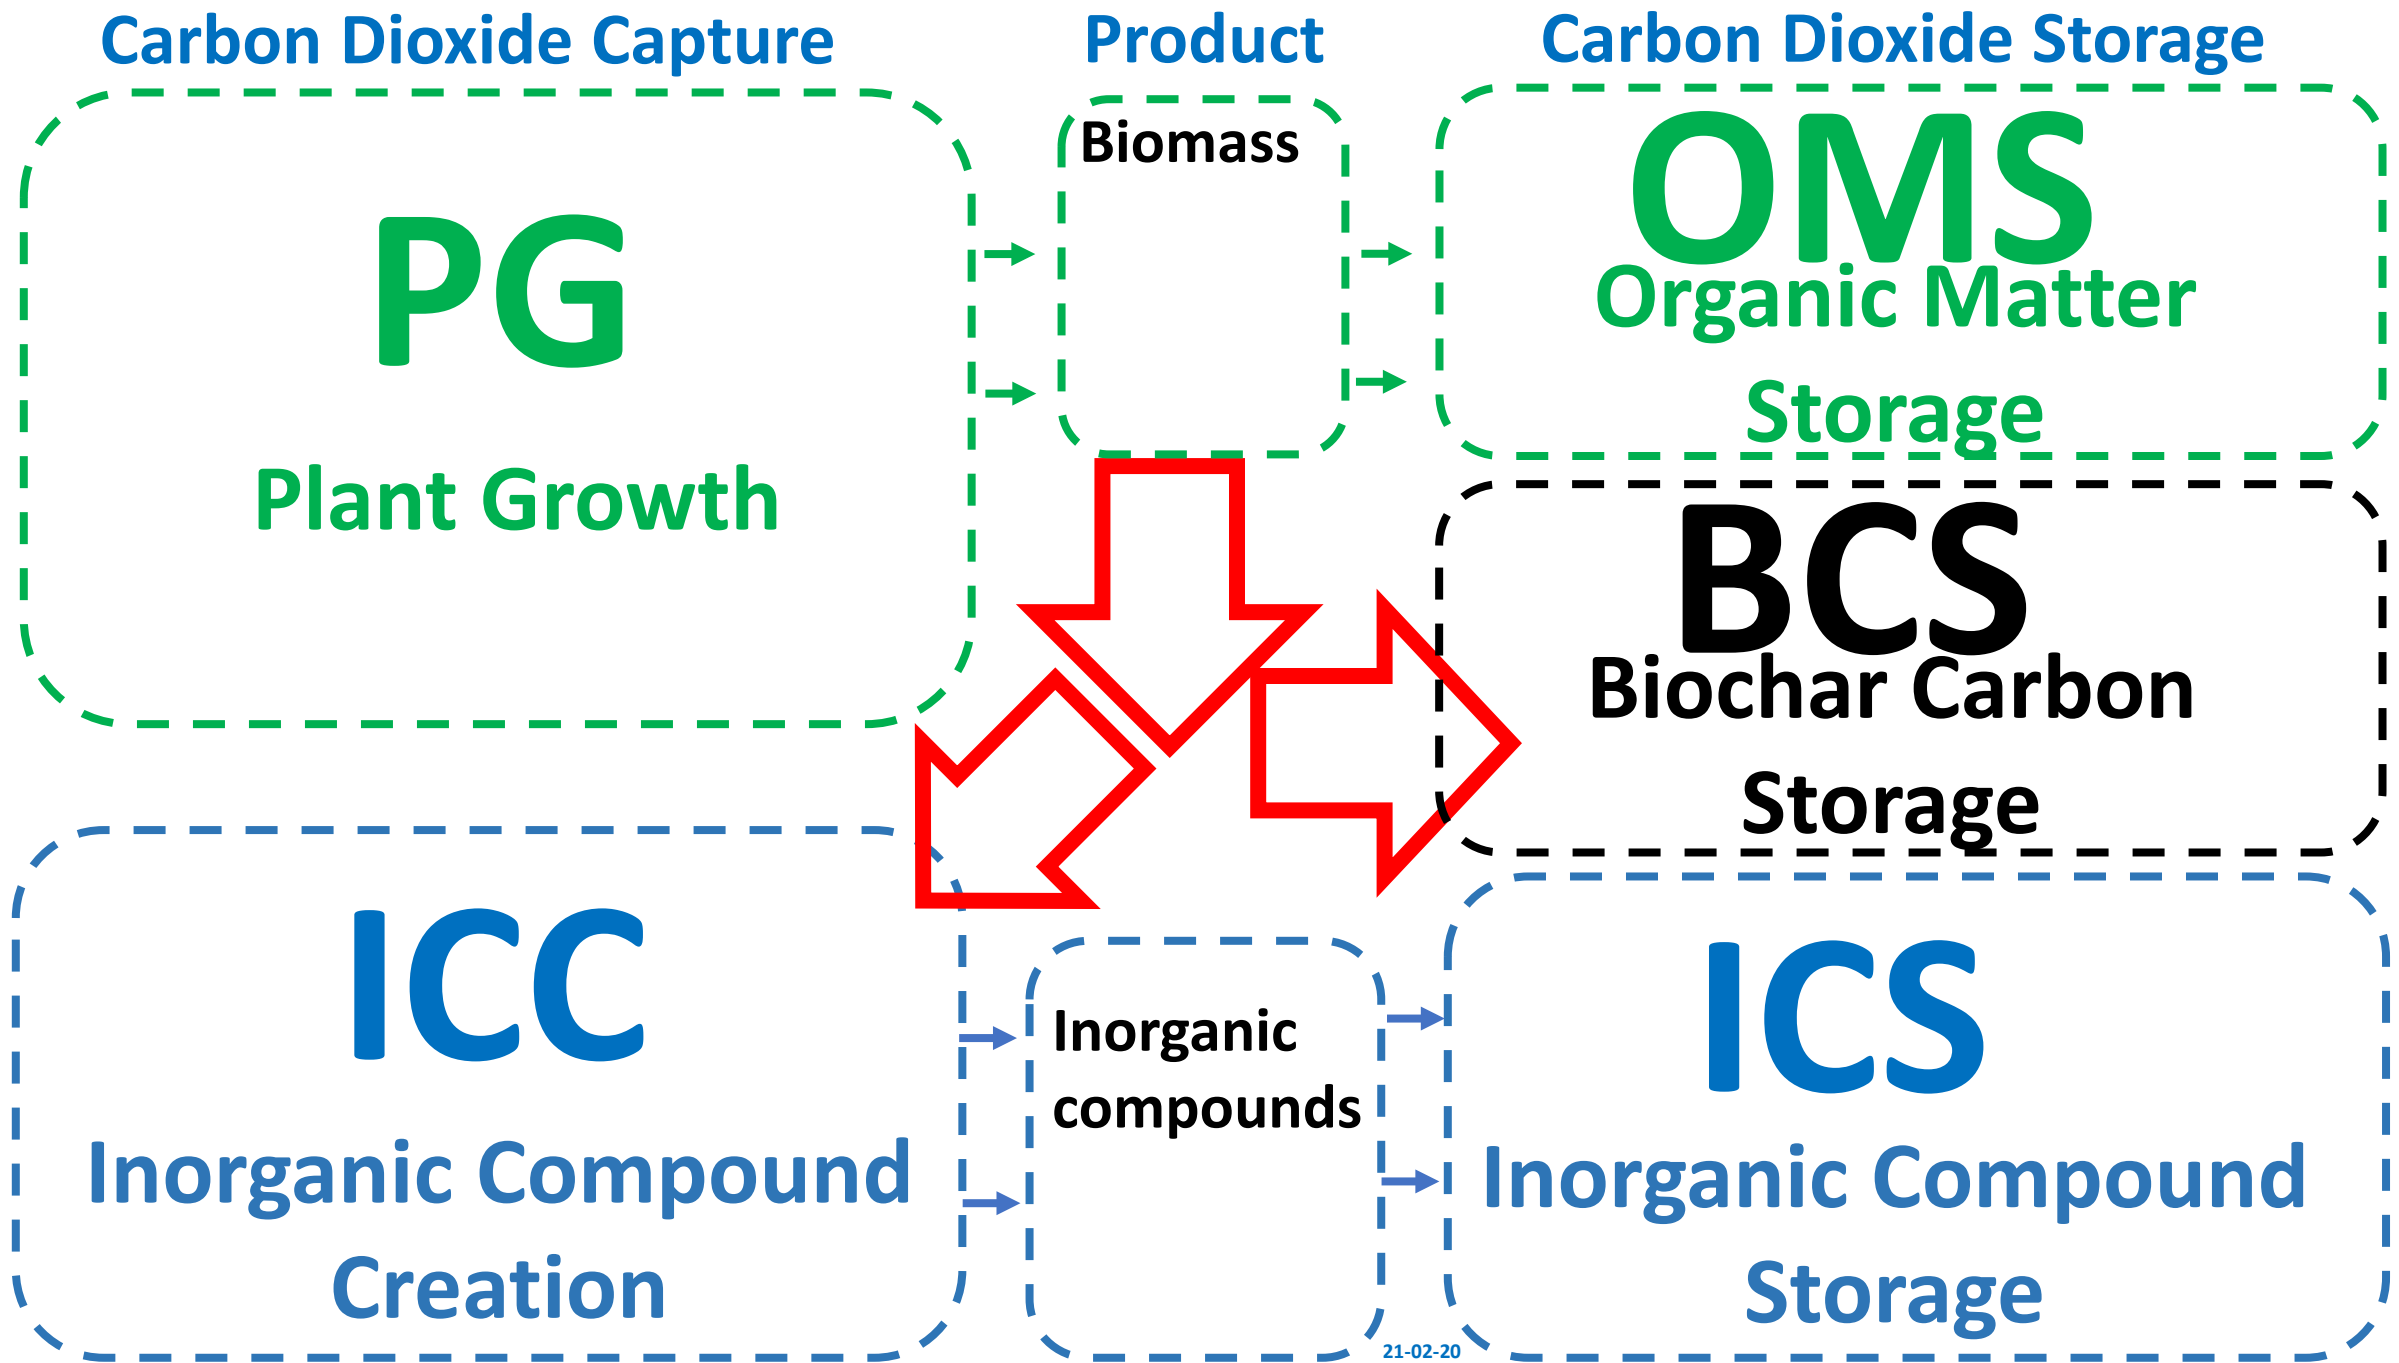 Carbon Dioxide Capture
Product
Carbon Dioxide Storage
PG
Plant Growth
Biomass
OMS
Organic Matter
Storage
BCS
Biochar Carbon
Storage
ICC
Inorganic Compound
Creation
Inorganic
compounds
ICS
Inorganic Compound
Storage
21-02-20